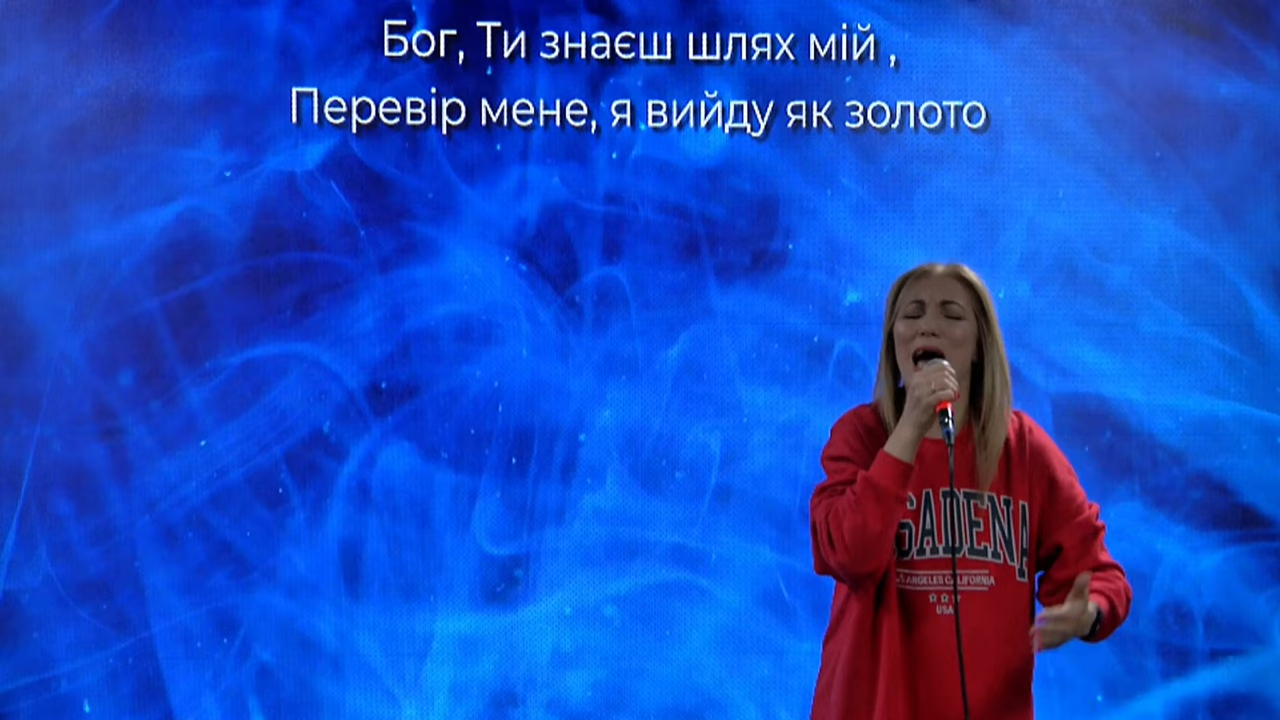 Бог, Ти знаєш шлях мій ,
Перевір мене, я вийду як золото
SADENA
ANGELES CALIFORNIA
USA